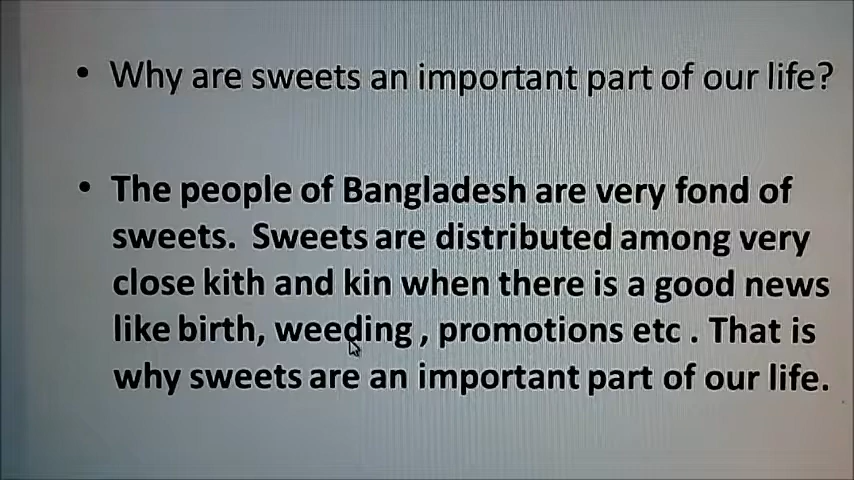 • Why are sweets an important part of our life?
• The people of Bangladesh are very fond of
sweets. Sweets are distributed among very
close kith and kin when there is a good news
like birth, weeding , promotions etc . That is
why sweets are an important part of our life.